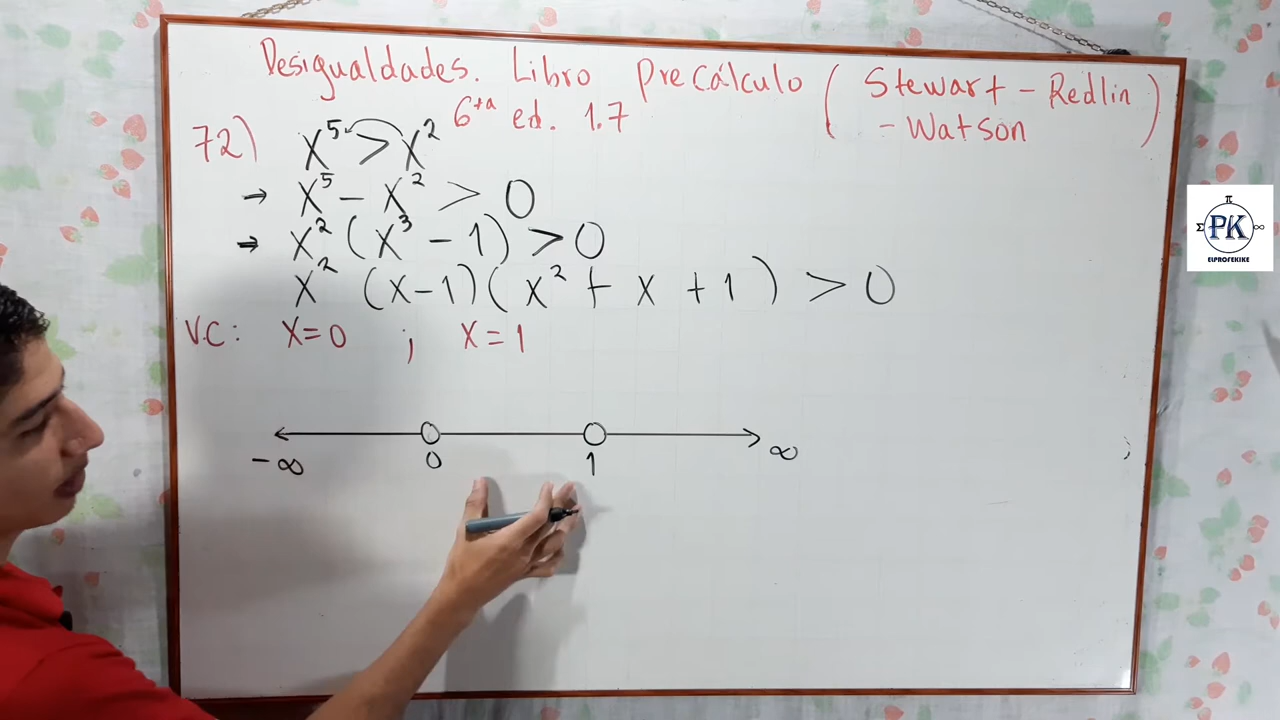 Desigualdades. Libro Precálculo ( Stewart - Redlin
6ta ed. 1.7 - Watson )
72) x⁵ > x²
→ x⁵ - x² > 0
→ x² (x³ - 1) > 0
x² (x-1)(x² + x + 1) > 0
V.C: x=0 ; x=1
-∞ 0 1 ∞
π
Σ PK ∞
ELPROFEKIKE